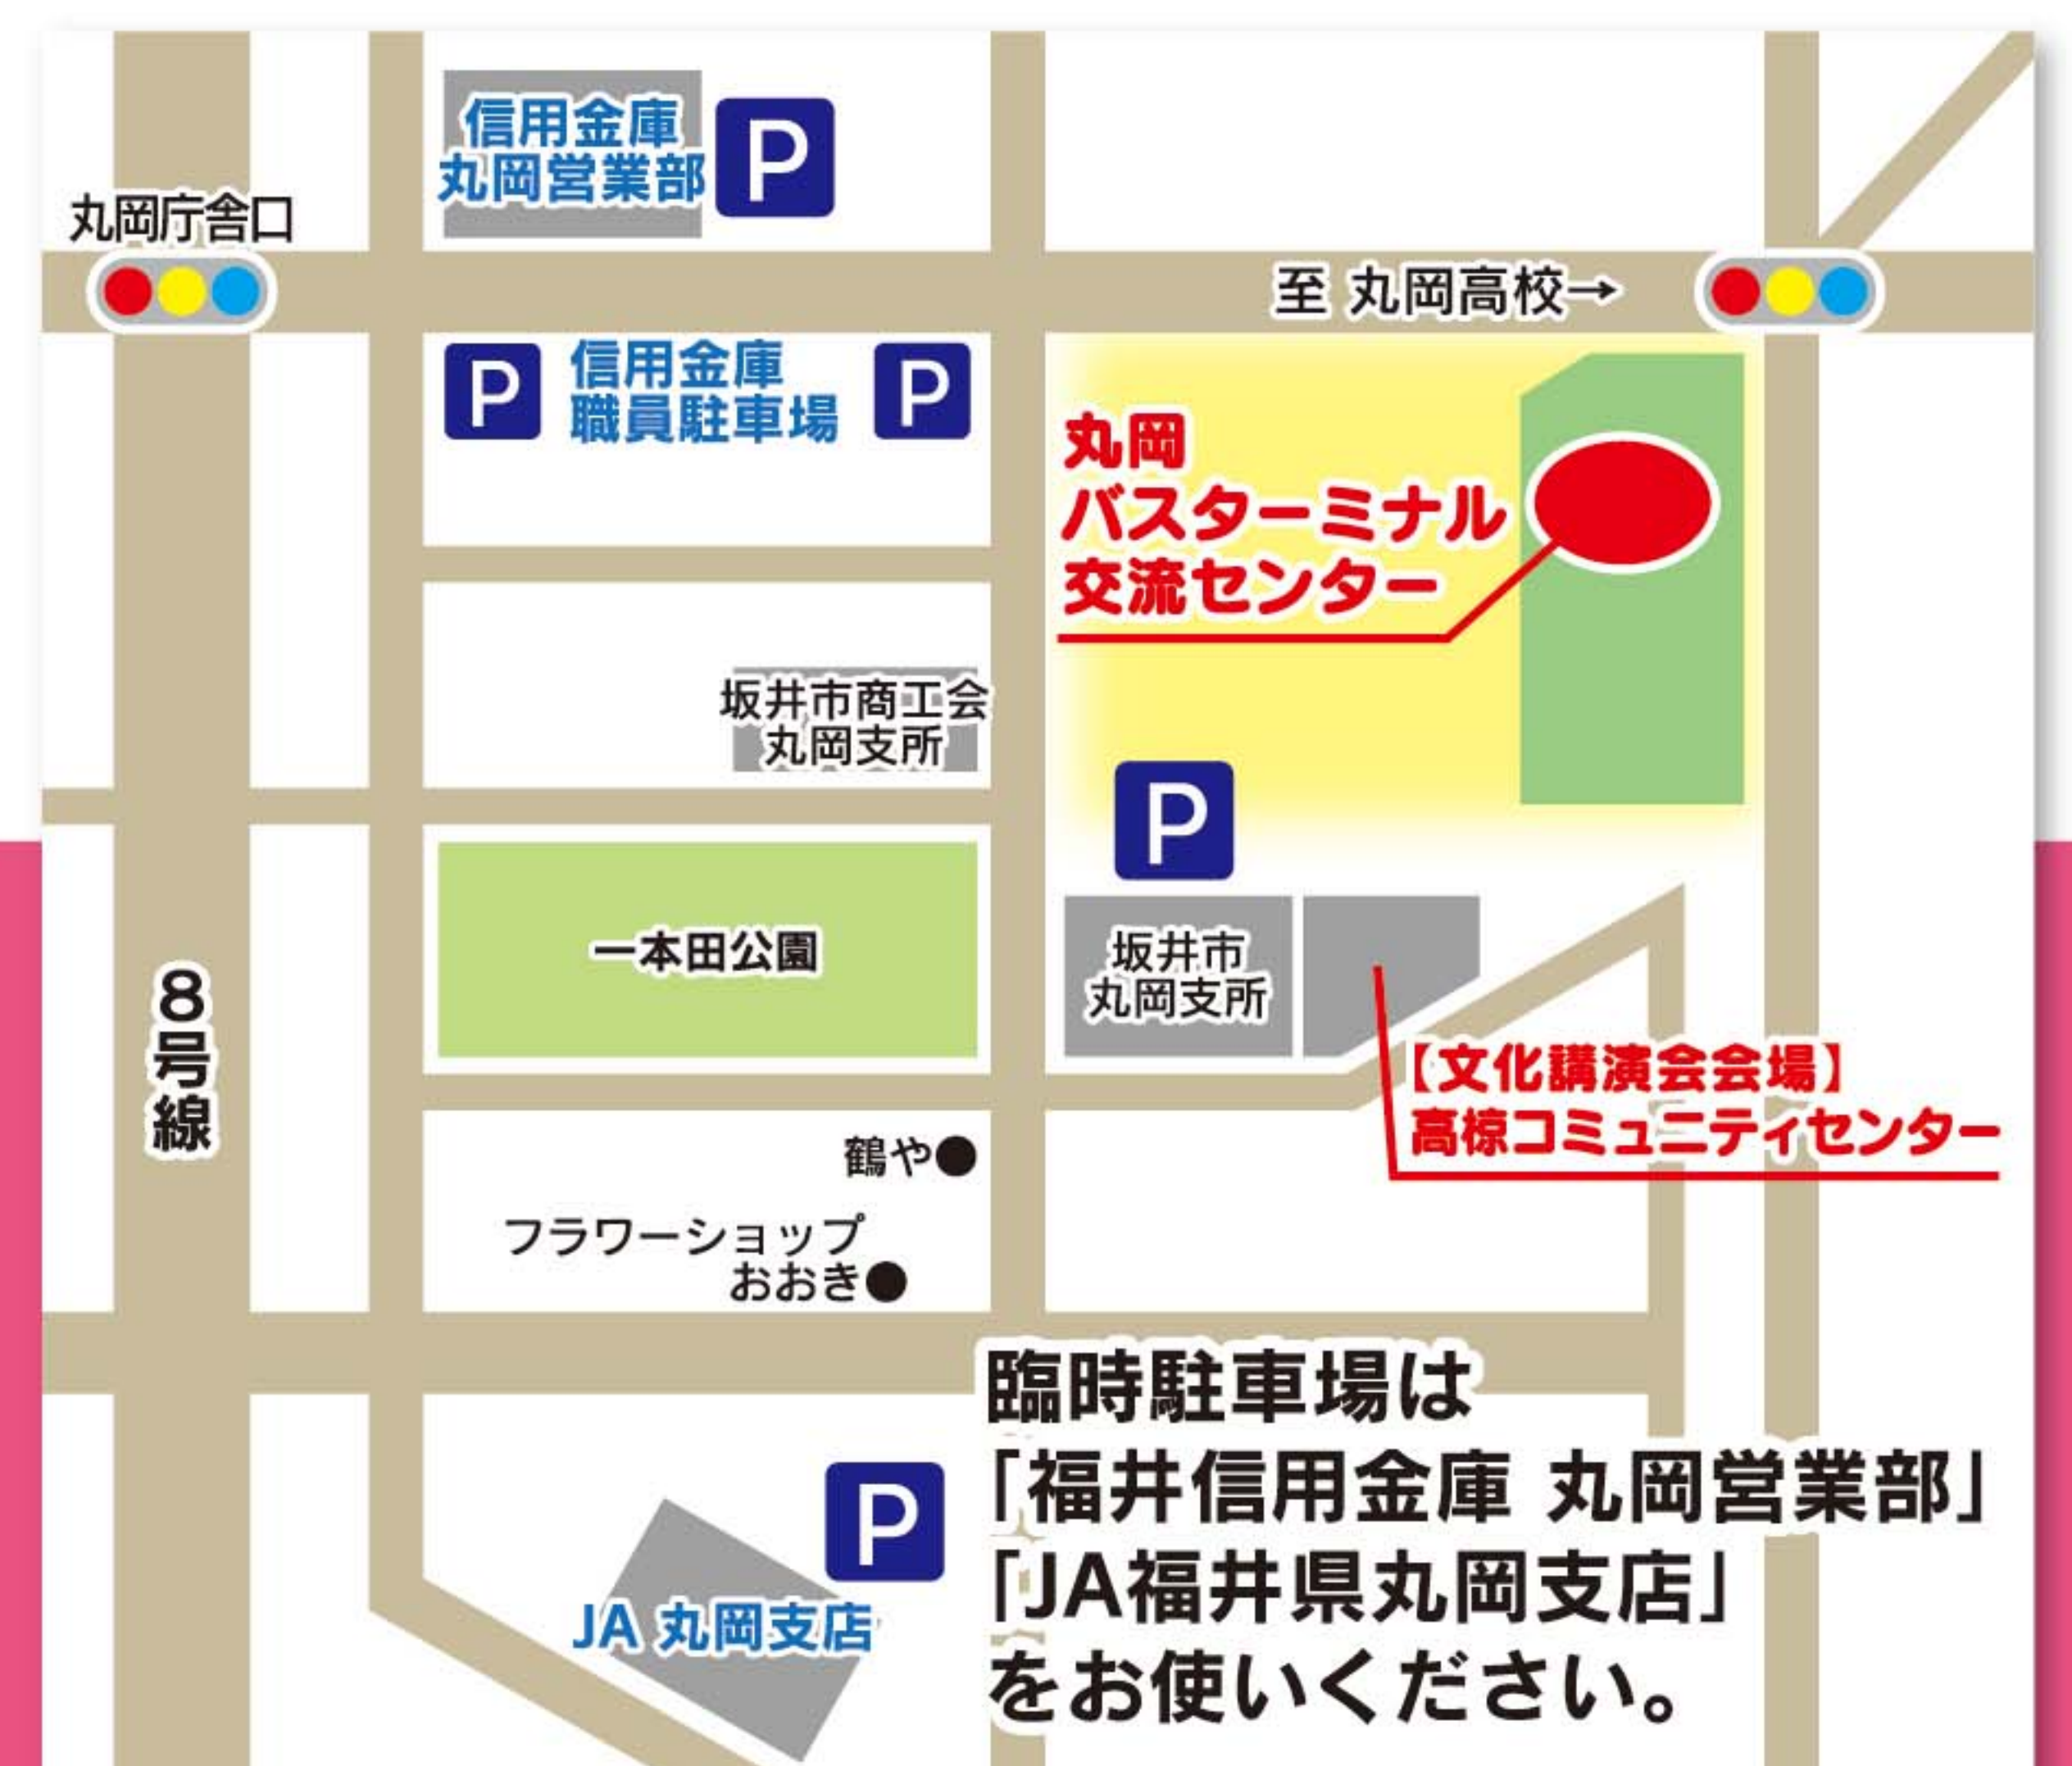 信用金庫
丸岡営業部
P
丸岡庁舎口
至 丸岡高校→
P
信用金庫
職員駐車場
P
丸岡
バスターミナル
交流センター
坂井市商工会
丸岡支所
P
一本田公園
坂井市
丸岡支所
8号線
【文化講演会会場】
高椋コミュニティセンター
鶴や●
フラワーショップ
おおき●
臨時駐車場は
「福井信用金庫 丸岡営業部」
「JA福井県丸岡支店」
をお使いください。
P
JA 丸岡支店